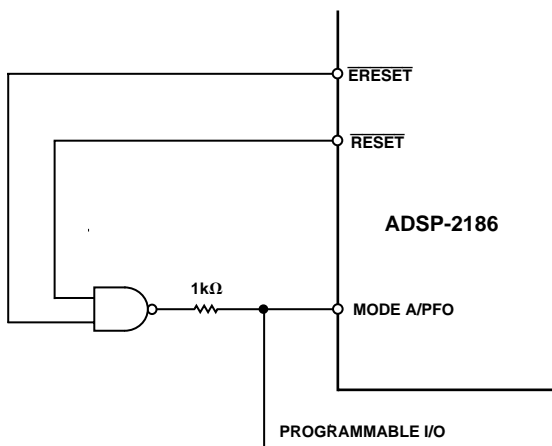 ERESET
RESET
ADSP-2186
1kΩ
MODE A/PFO
PROGRAMMABLE I/O